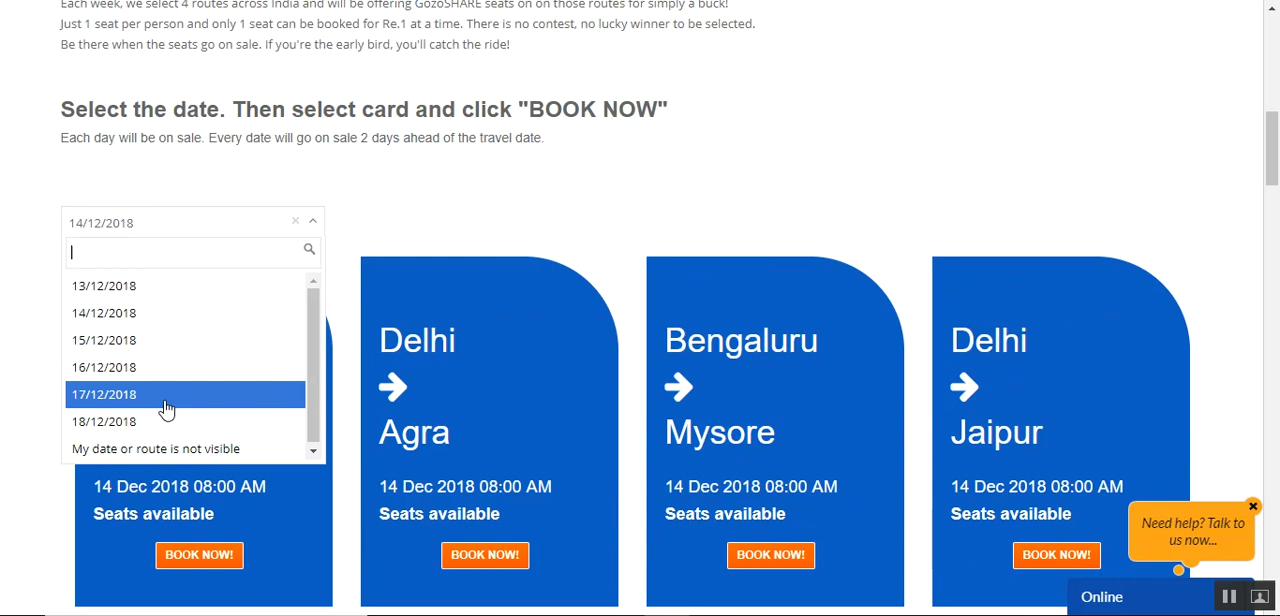 Each week, we select 4 routes across India and will be offering GozoSHARE seats on on those routes for simply a buck!
Just 1 seat per person and only 1 seat can be booked for Re.1 at a time. There is no contest, no lucky winner to be selected.
Be there when the seats go on sale. If you're the early bird, you'll catch the ride!
Select the date. Then select card and click "BOOK NOW"
Each day will be on sale. Every date will go on sale 2 days ahead of the travel date.
14/12/2018
13/12/2018
14/12/2018
15/12/2018
16/12/2018
17/12/2018
18/12/2018
My date or route is not visible
14 Dec 2018 08:00 AM
Seats available
BOOK NOW!
Delhi
Agra
14 Dec 2018 08:00 AM
Seats available
BOOK NOW!
Bengaluru
Mysore
14 Dec 2018 08:00 AM
Seats available
BOOK NOW!
Delhi
Jaipur
14 Dec 2018 08:00 AM
Seats available
BOOK NOW!
Need help? Talk to
us now...
Online